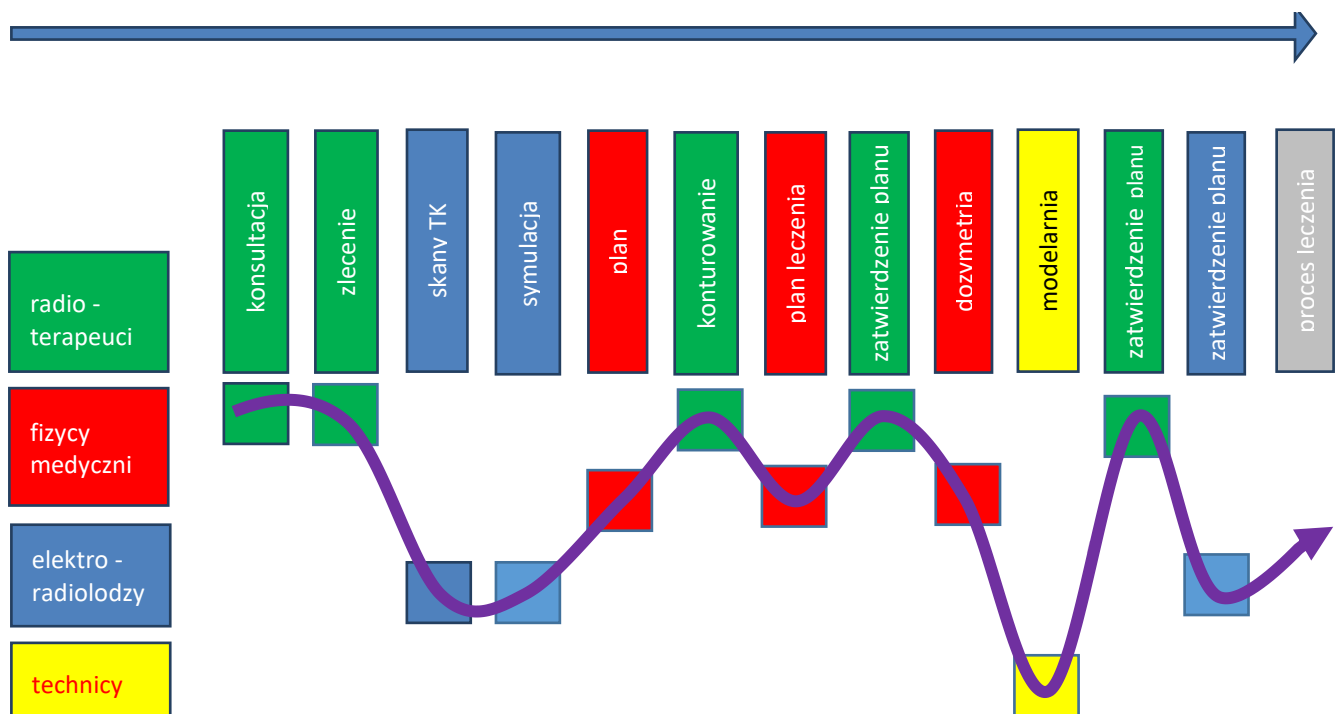 konsultacja
zlecenie
skany TK
symulacja
plan
konturowanie
plan leczenia
zatwierdzenie planu
dozymetria
modelarnia
zatwierdzenie planu
zatwierdzenie planu
proces leczenia
radio -
terapeuci
fizycy
medyczni
elektro -
radiolodzy
technicy